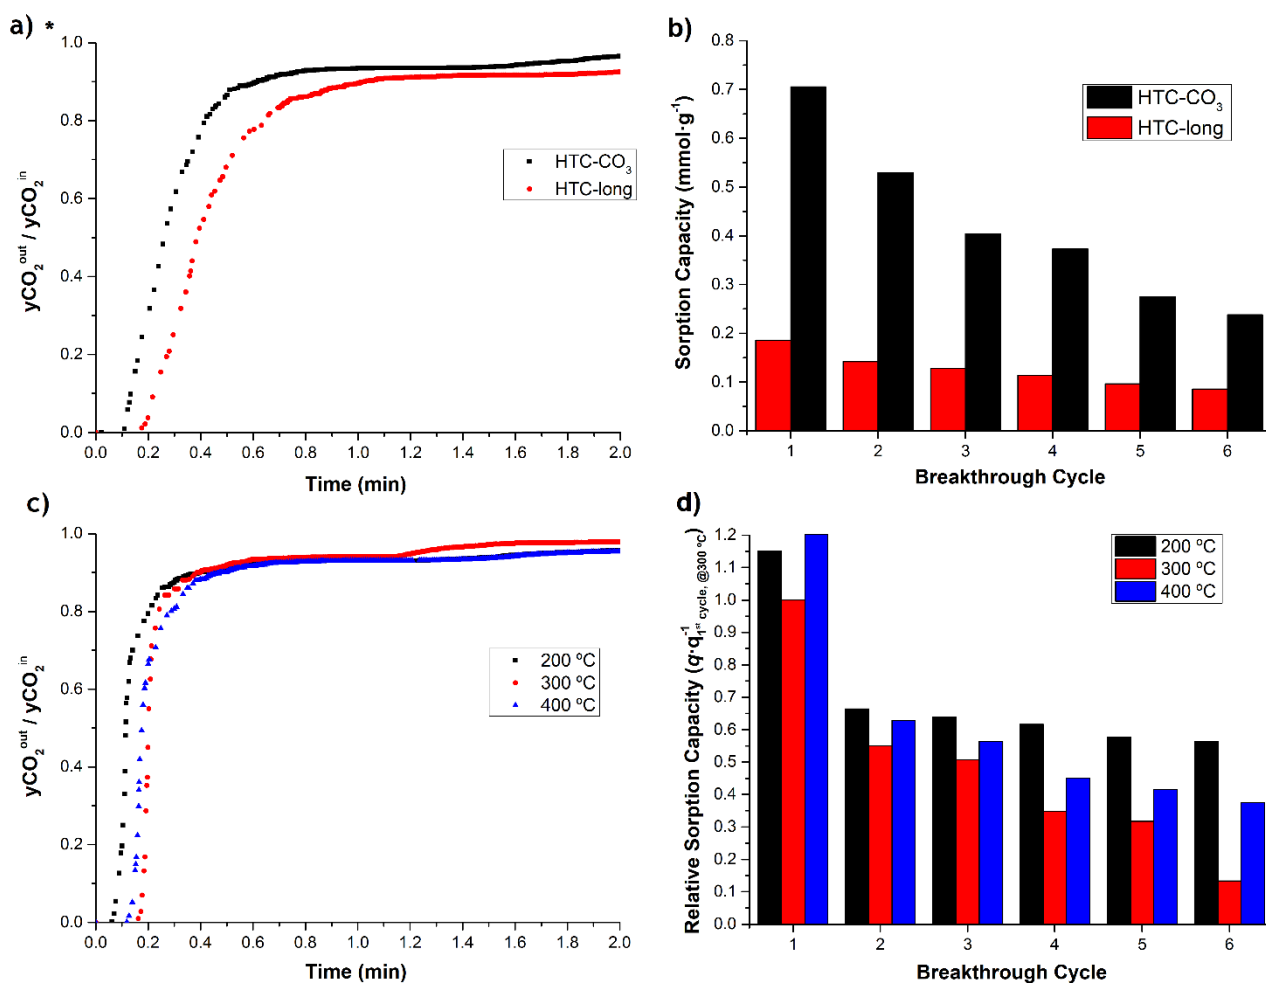 a) *
yCO₂ᵒᵘᵗ / yCO₂ⁱⁿ
1.0
0.8
0.6
0.4
0.2
0.0
0.0 0.2 0.4 0.6 0.8 1.0 1.2 1.4 1.6 1.8 2.0
Time (min)
HTC-CO₃
HTC-long
b)
Sorption Capacity (mmol·g⁻¹)
0.8
0.7
0.6
0.5
0.4
0.3
0.2
0.1
0.0
1 2 3 4 5 6
Breakthrough Cycle
HTC-CO₃
HTC-long
c)
yCO₂ᵒᵘᵗ / yCO₂ⁱⁿ
1.0
0.8
0.6
0.4
0.2
0.0
0.0 0.2 0.4 0.6 0.8 1.0 1.2 1.4 1.6 1.8 2.0
Time (min)
200 ºC
300 ºC
400 ºC
d)
Relative Sorption Capacity (q·q⁻¹1ˢᵗ cycle, @300 ºC)
1.2
1.1
1.0
0.9
0.8
0.7
0.6
0.5
0.4
0.3
0.2
0.1
0.0
1 2 3 4 5 6
Breakthrough Cycle
200 ºC
300 ºC
400 ºC